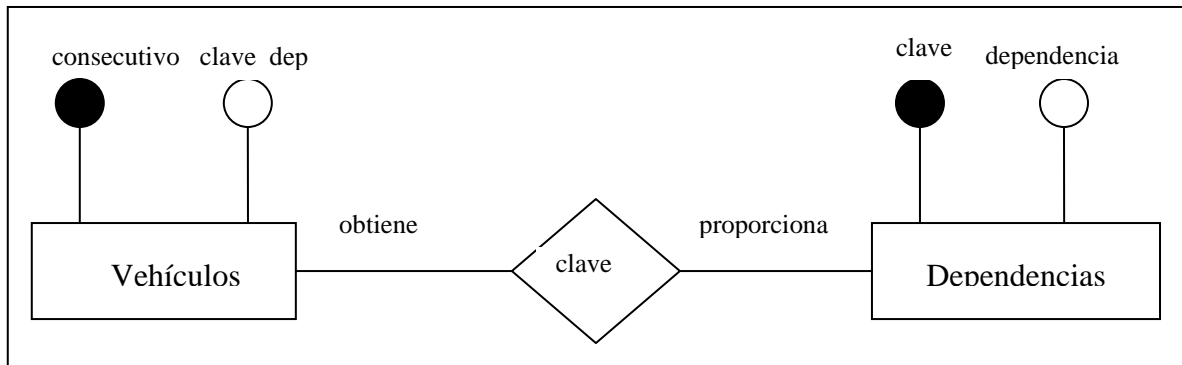 consecutivo clave dep
clave dependencia
obtiene proporciona
Vehículos clave Dependencias